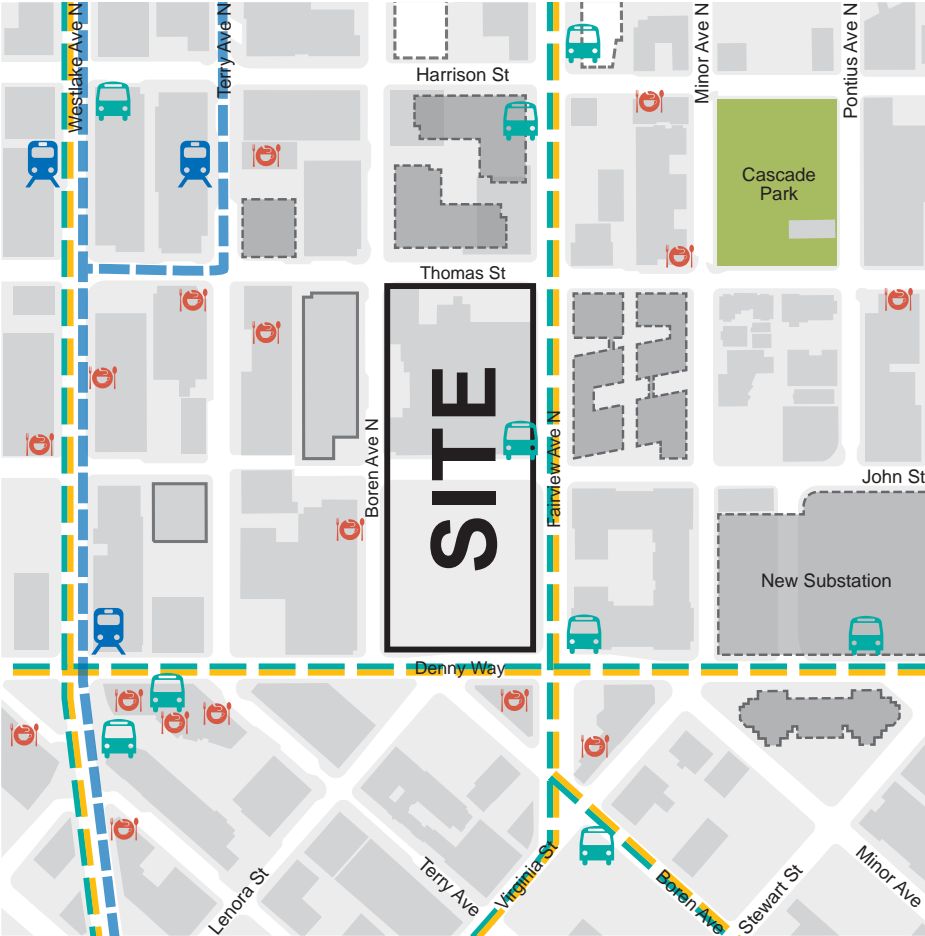 Westlake Ave N
Terry Ave N
Minor Ave N
Pontius Ave N
Harrison St
Cascade
Park
Thomas St
SITE
Boren Ave N
Fairview Ave N
John St
New Substation
Denny Way
Lenora St
Terry Ave
Virginia St
Boren Ave
Stewart St
Minor Ave